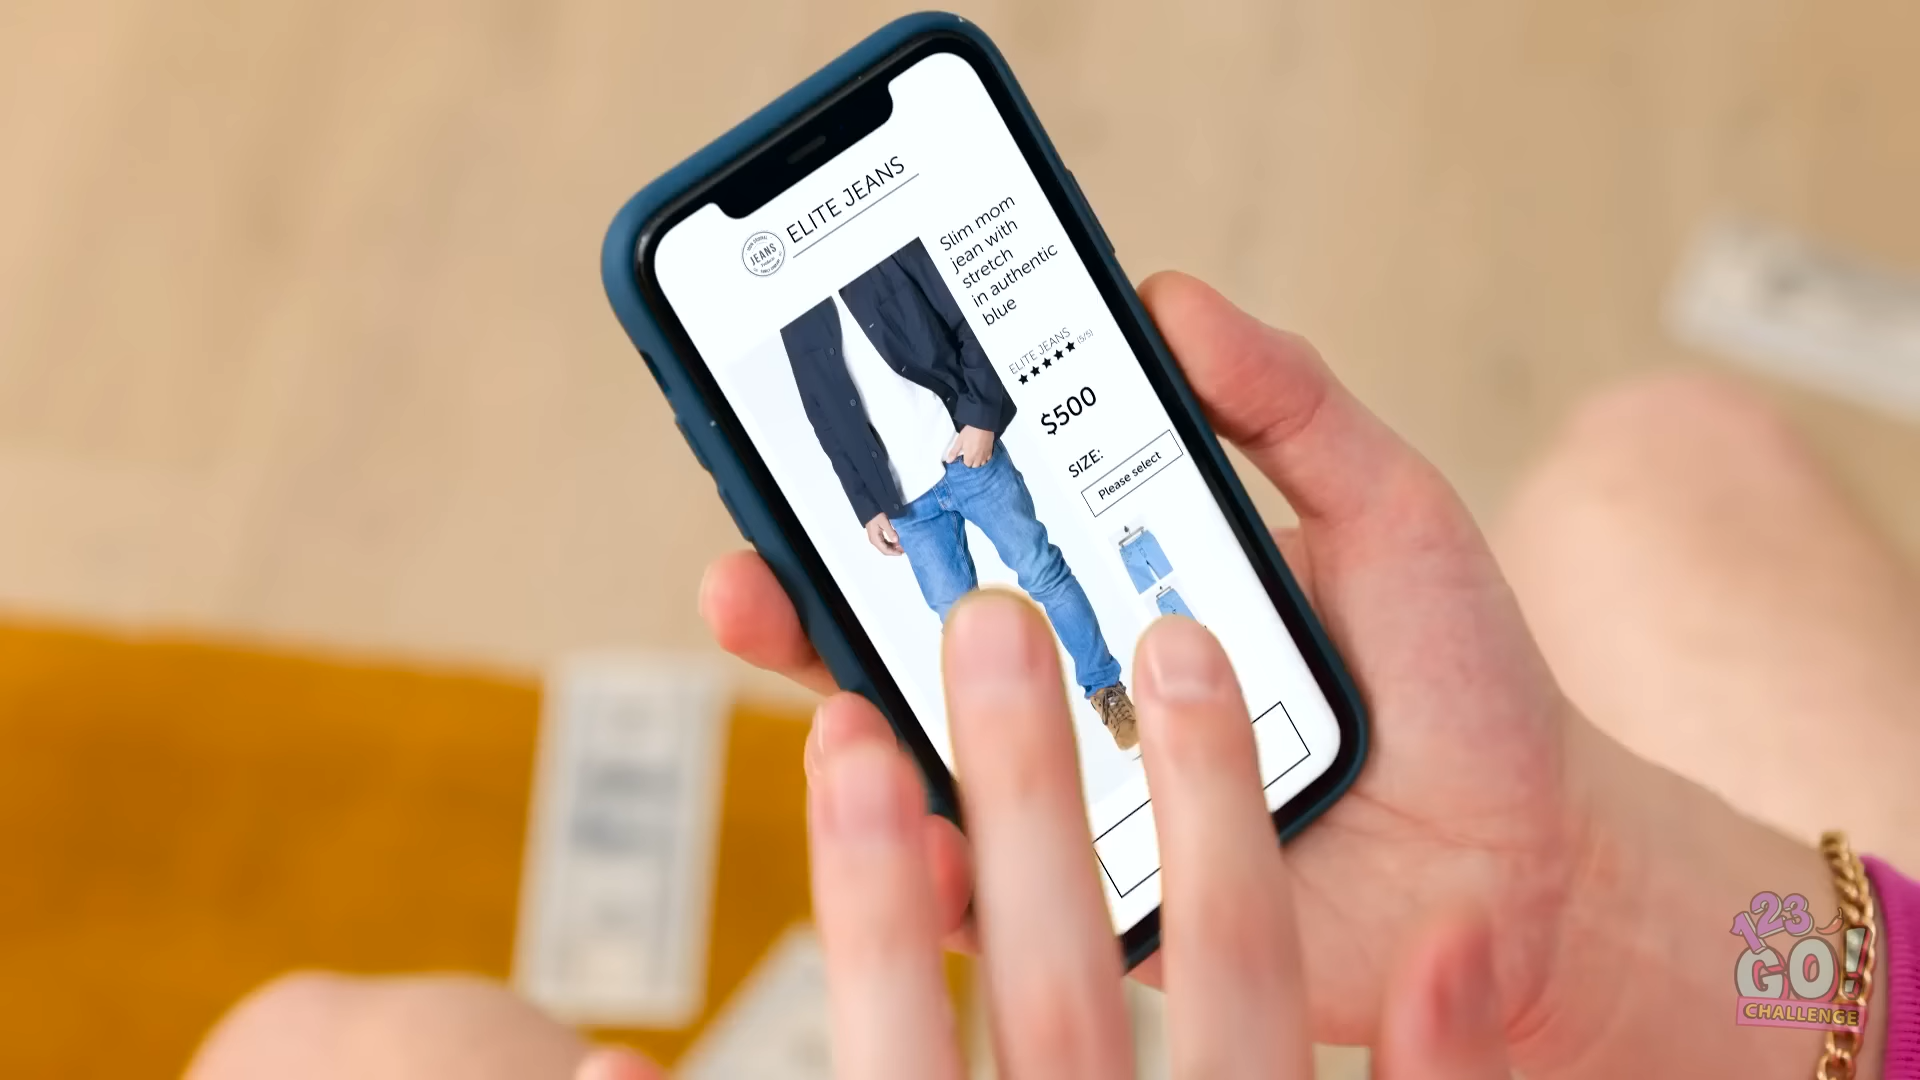 ELITE JEANS
JEANS
Slim mom
jean with
stretch
in authentic
blue
ELITE JEANS
(5/5)
$500
SIZE:
Please select
123
GO!
CHALLENGE